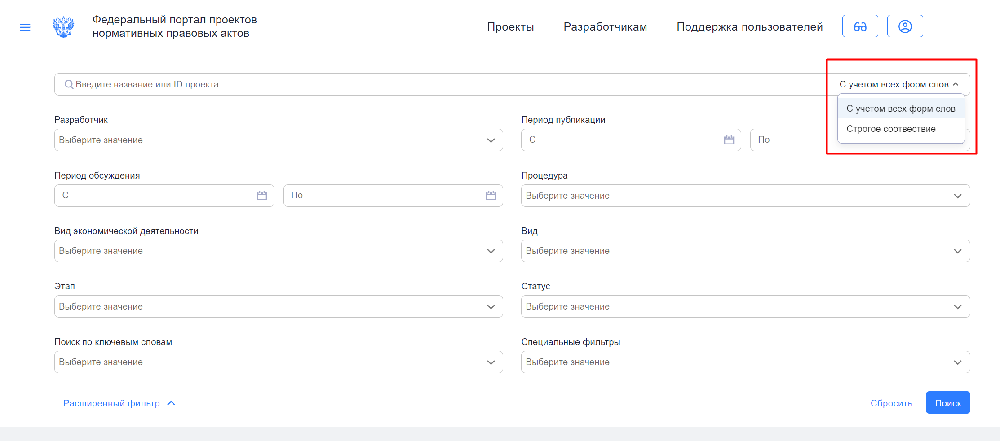 Федеральный портал проектов
нормативных правовых актов
Проекты
Разработчикам
Поддержка пользователей
Введите название или ID проекта
С учетом всех форм слов
С учетом всех форм слов
Строгое соотвествие
Разработчик
Выберите значение
Период публикации
С
По
Период обсуждения
С
По
Процедура
Выберите значение
Вид экономической деятельности
Выберите значение
Вид
Выберите значение
Этап
Выберите значение
Статус
Выберите значение
Поиск по ключевым словам
Выберите значение
Специальные фильтры
Выберите значение
Расширенный фильтр
Сбросить
Поиск